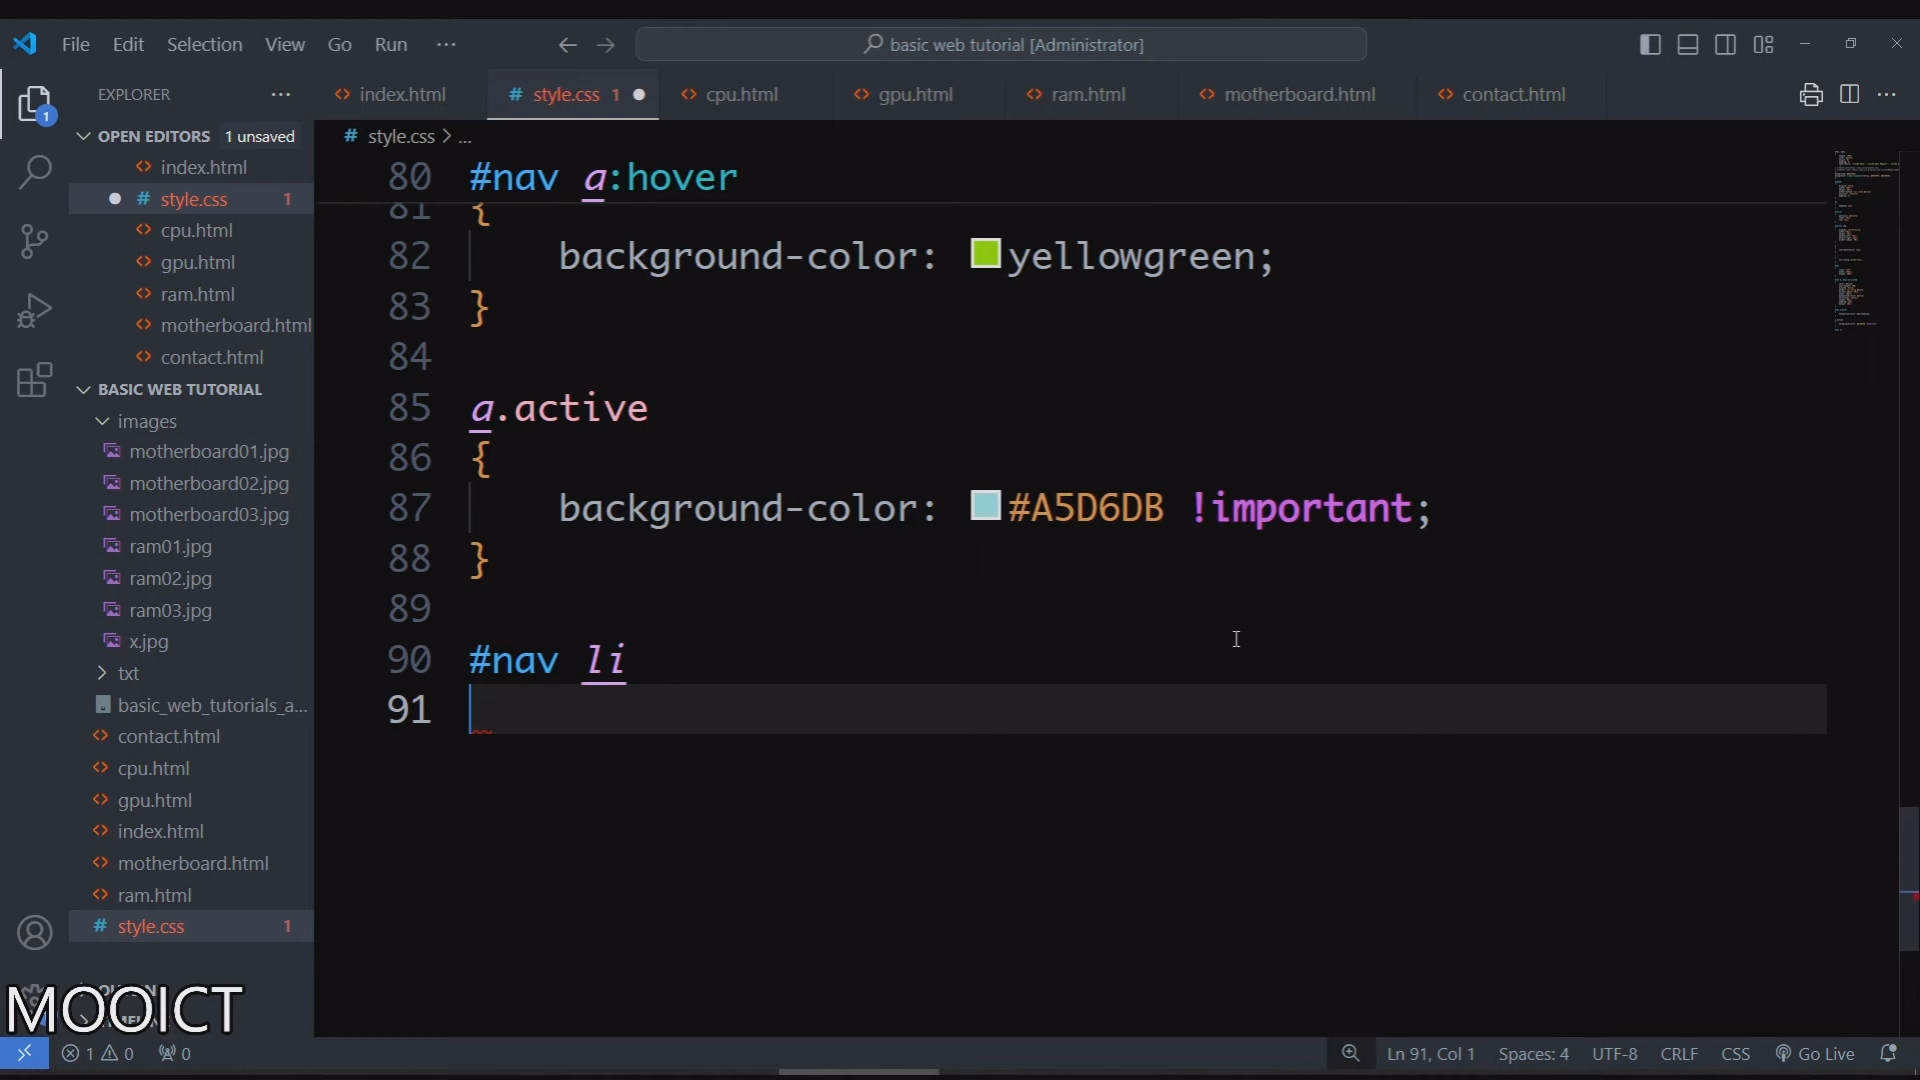 File Edit Selection View Go Run ...
basic web tutorial [Administrator]
EXPLORER ...
index.html
# style.css 1
cpu.html
gpu.html
ram.html
motherboard.html
contact.html
...
1
OPEN EDITORS 1 unsaved
index.html
# style.css 1
cpu.html
gpu.html
ram.html
motherboard.html
contact.html
BASIC WEB TUTORIAL
images
motherboard01.jpg
motherboard02.jpg
motherboard03.jpg
ram01.jpg
ram02.jpg
ram03.jpg
x.jpg
txt
basic_web_tutorials_a...
contact.html
cpu.html
gpu.html
index.html
motherboard.html
ram.html
# style.css 1
# style.css > ...
80 #nav a:hover
81 {
82 background-color: yellowgreen;
83 }
84
85 a.active
86 {
87 background-color: #A5D6DB !important;
88 }
89
90 #nav li
91
MOOICT
1 0 0
Ln 91, Col 1 Spaces: 4 UTF-8 CRLF CSS Go Live